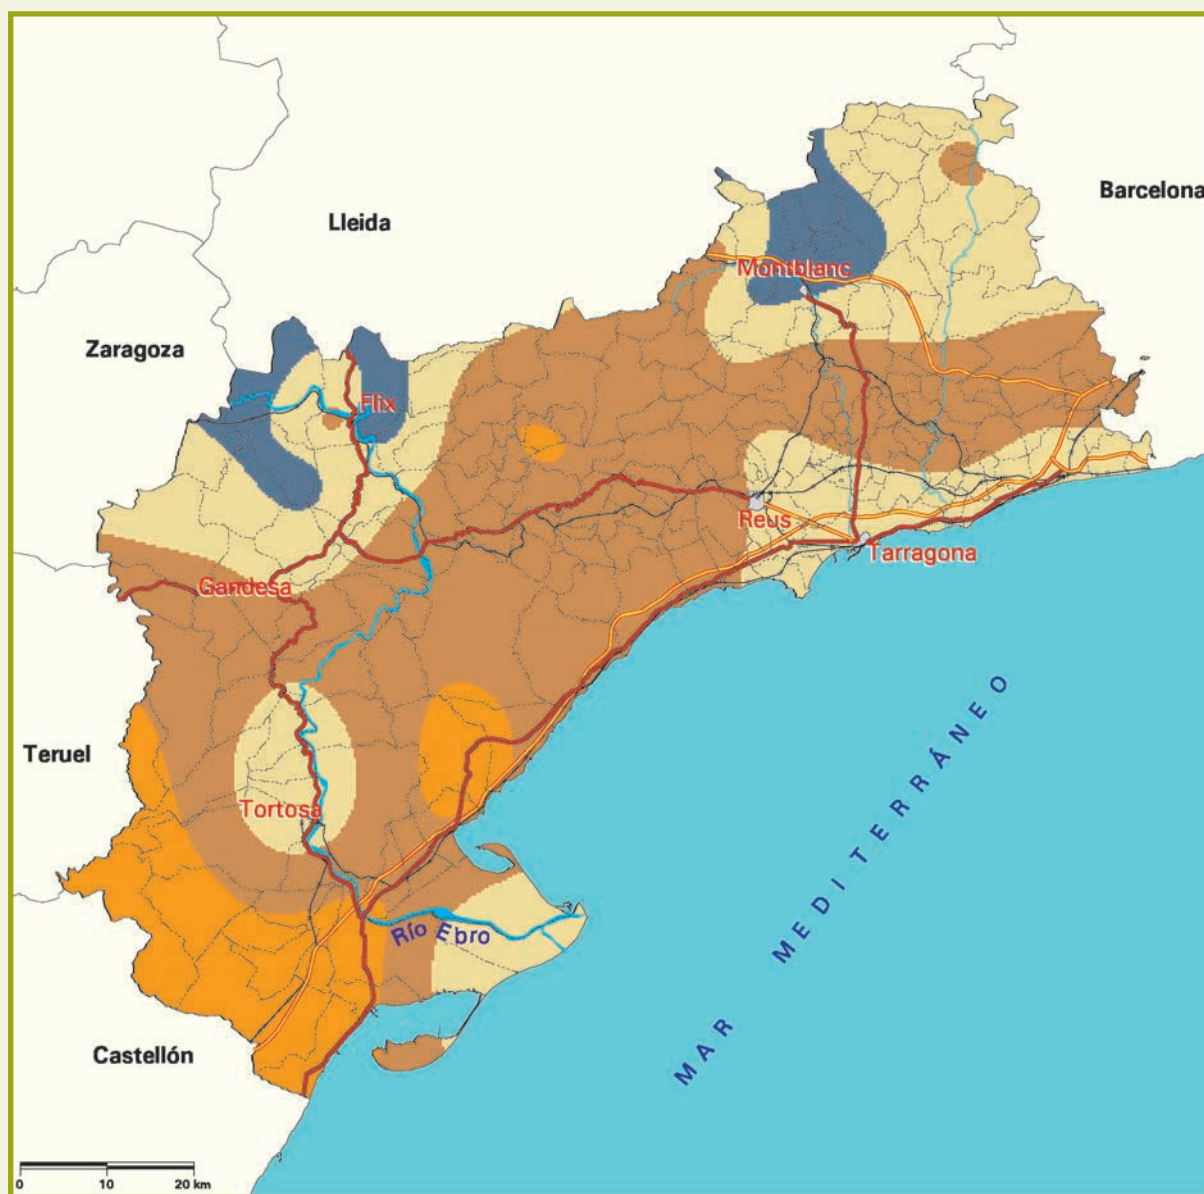 Barcelona
Lleida
Montblanc
Zaragoza
Flix
Reus
Tarragona
Gandesa
Teruel
Tortosa
Río Ebro
MAR MEDITERRÁNEO
Castellón
0 10 20 km